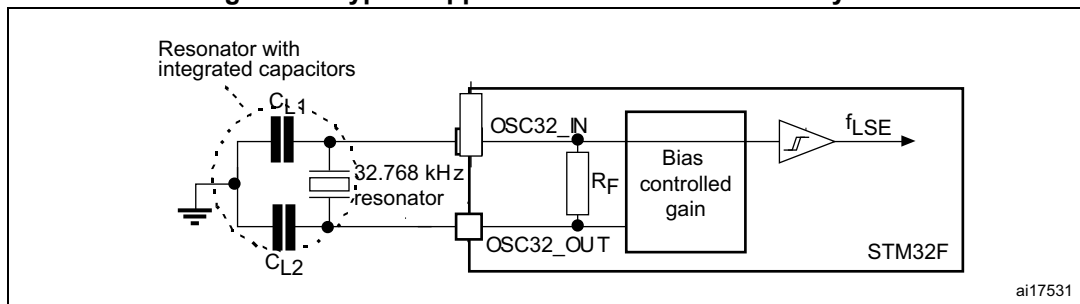 Resonator with
integrated capacitors
CL1
OSC32_IN
fLSE
Bias
controlled
gain
RF
32.768 kHz
resonator
OSC32_OUT
STM32F
CL2
ai17531